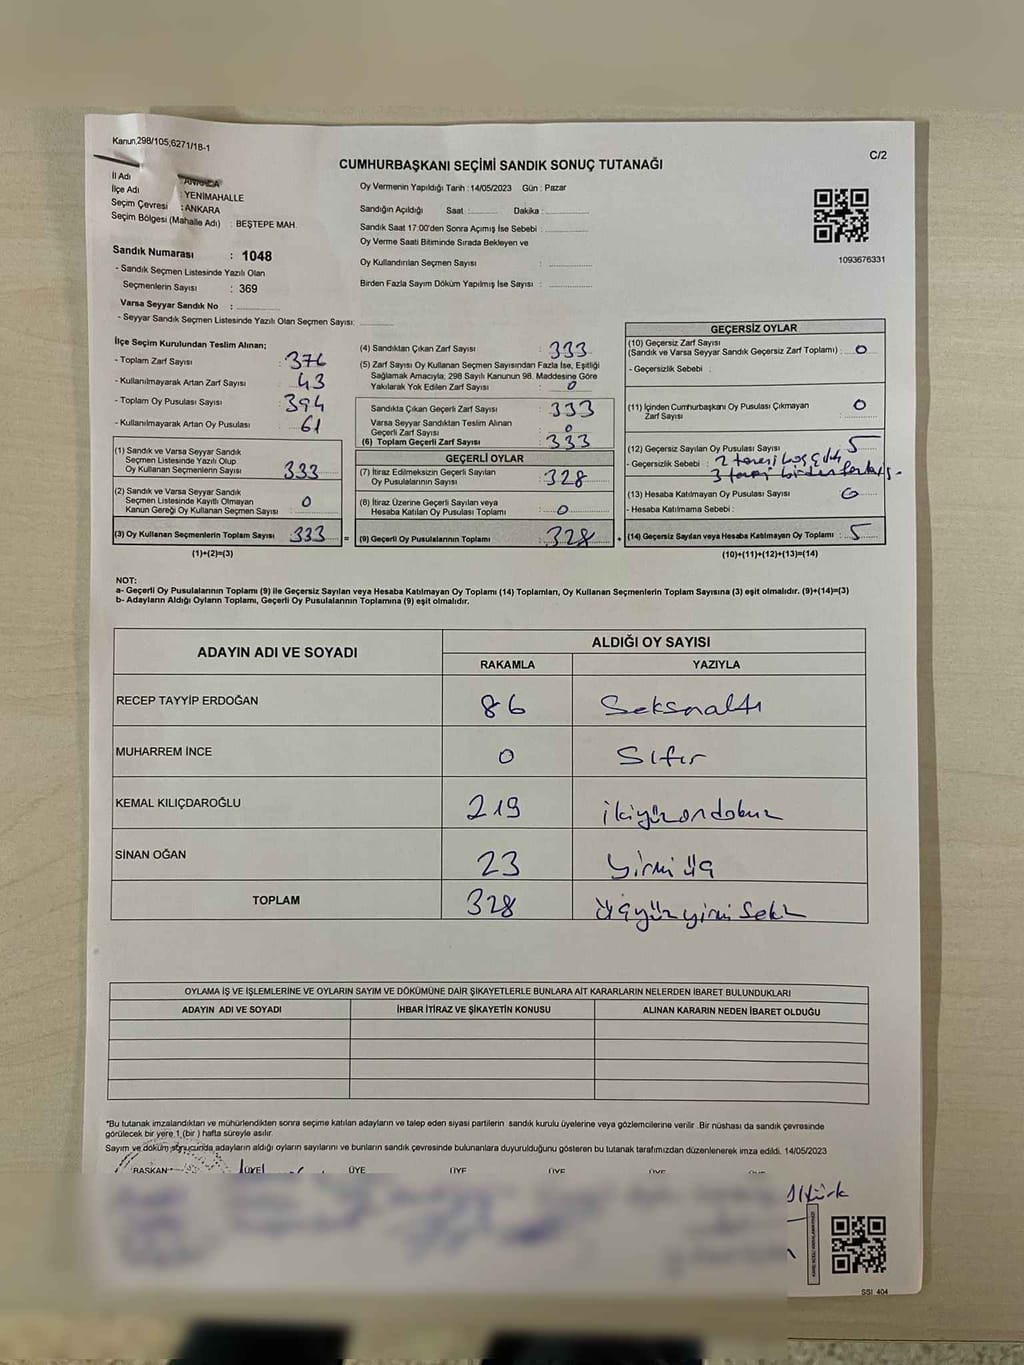 Kanun,298/105,6271/18-1
C/2
CUMHURBAŞKANI SEÇİMİ SANDIK SONUÇ TUTANAĞI
İl Adı : ANKARA
İlçe Adı : YENİMAHALLE
Seçim Çevresi : ANKARA
Seçim Bölgesi (Mahalle Adı) : BEŞTEPE MAH.
Sandık Numarası : 1048
- Sandık Seçmen Listesinde Yazılı Olan
Seçmenlerin Sayısı : 369
Varsa Seyyar Sandık No :
- Seyyar Sandık Seçmen Listesinde Yazılı Olan Seçmen Sayısı:
Oy Vermenin Yapıldığı Tarih : 14/05/2023 Gün : Pazar
Sandığın Açıldığı Saat : Dakika :
Sandık Saat 17:00'den Sonra Açımış İse Sebebi :
Oy Verme Saati Bitiminde Sırada Bekleyen ve
Oy Kullandırılan Seçmen Sayısı :
Birden Fazla Sayım Döküm Yapılmış İse Sayısı :
1093676331
İlçe Seçim Kurulundan Teslim Alınan;
- Toplam Zarf Sayısı : 376
- Kullanılmayarak Artan Zarf Sayısı : 43
- Toplam Oy Pusulası Sayısı : 394
- Kullanılmayarak Artan Oy Pusulası : 61
(1) Sandık ve Varsa Seyyar Sandık
Seçmen Listesinde Yazılı Olup
Oy Kullanan Seçmenlerin Sayısı : 333
(2) Sandık ve Varsa Seyyar Sandık
Seçmen Listesinde Kayıtlı Olmayan
Kanun Gereği Oy Kullanan Seçmen Sayısı : 0
(3) Oy Kullanan Seçmenlerin Toplam Sayısı : 333 =
(1)+(2)=(3)
(4) Sandıktan Çıkan Zarf Sayısı : 333
(5) Zarf Sayısı Oy Kullanan Seçmen Sayısından Fazla İse, Eşitliği
Sağlamak Amacıyla; 298 Sayılı Kanunun 98. Maddesine Göre
Yakılarak Yok Edilen Zarf Sayısı : 0
Sandıkta Çıkan Geçerli Zarf Sayısı : 333
Varsa Seyyar Sandıktan Teslim Alınan
Geçerli Zarf Sayısı : 0
(6) Toplam Geçerli Zarf Sayısı : 333
GEÇERLİ OYLAR
(7) İtiraz Edilmeksizin Geçerli Sayılan
Oy Pusulalarının Sayısı : 328
(8) İtiraz Üzerine Geçerli Sayılan veya
Hesaba Katılan Oy Pusulası Toplamı : 0
(9) Geçerli Oy Pusulalarının Toplamı : 328 +
GEÇERSİZ OYLAR
(10) Geçersiz Zarf Sayısı
(Sandık ve Varsa Seyyar Sandık Geçersiz Zarf Toplamı) : 0
- Geçersizlik Sebebi :
(11) İçinden Cumhurbaşkanı Oy Pusulası Çıkmayan
Zarf Sayısı : 0
(12) Geçersiz Sayılan Oy Pusulası Sayısı : 5
- Geçersizlik Sebebi : 2 tanesi boş çıktı
3 tanesi birden fazla
(13) Hesaba Katılmayan Oy Pusulası Sayısı : 0
- Hesaba Katılmama Sebebi :
(14) Geçersiz Sayılan veya Hesaba Katılmayan Oy Toplamı : 5
(10)+(11)+(12)+(13)=(14)
NOT:
a- Geçerli Oy Pusulalarının Toplamı (9) ile Geçersiz Sayılan veya Hesaba Katılmayan Oy Toplamı (14) Toplamları, Oy Kullanan Seçmenlerin Toplam Sayısına (3) eşit olmalıdır. (9)+(14)=(3)
b- Adayların Aldığı Oyların Toplamı, Geçerli Oy Pusulalarının Toplamına (9) eşit olmalıdır.
ADAYIN ADI VE SOYADI ALDIĞI OY SAYISI
RAKAMLA YAZIYLA
RECEP TAYYİP ERDOĞAN 86 Seksenaltı
MUHARREM İNCE 0 Sıfır
KEMAL KILIÇDAROĞLU 219 ikiyüzondokuz
SİNAN OĞAN 23 yirmi üç
TOPLAM 328 üçyüzyirmi sekiz
OYLAMA İŞ VE İŞLEMLERİNE VE OYLARIN SAYIM VE DÖKÜMÜNE DAİR ŞİKAYETLERLE BUNLARA AİT KARARLARIN NELERDEN İBARET BULUNDUKLARI
ADAYIN ADI VE SOYADI İHBAR İTİRAZ VE ŞİKAYETİN KONUSU ALINAN KARARIN NEDEN İBARET OLDUĞU
*Bu tutanak imzalandıktan ve mühürlendikten sonra seçime katılan adayların ve talep eden siyasi partilerin sandık kurulu üyelerine veya gözlemcilerine verilir. Bir nüshası da sandık çevresinde
görülecek bir yere 1 (bir) hafta süreyle asılır.
Sayım ve döküm sonucunda adayların aldığı oyların sayılarını ve bunların sandık çevresinde bulunanlara duyurulduğunu gösteren bu tutanak tarafımızdan düzenlenerek imza edildi. 14/05/2023
BAŞKAN ÜYE ÜYE ÜYE ÜYE ÜYE ÜYE
SSI 404